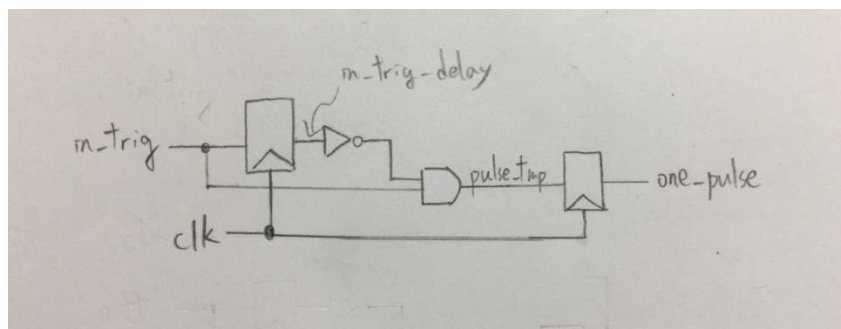 in_trig_delay
in_trig
pulse_tmp
one_pulse
clk